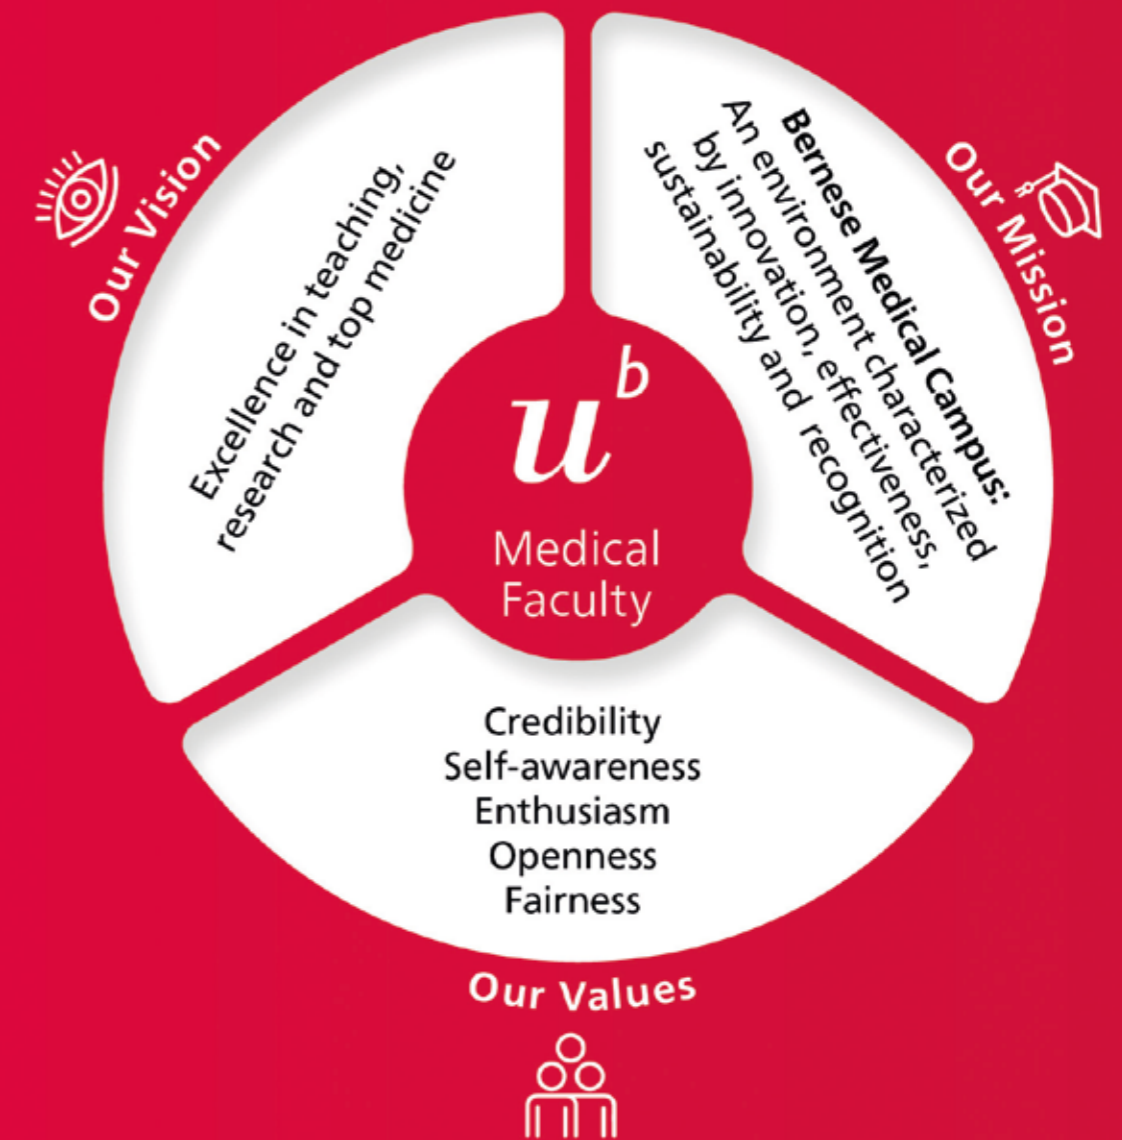 Our Vision
Excellence in teaching,
research and top medicine
Our Mission
Bernese Medical Campus:
An environment characterized
by innovation, effectiveness,
sustainability and recognition
u b
Medical
Faculty
Credibility
Self-awareness
Enthusiasm
Openness
Fairness
Our Values